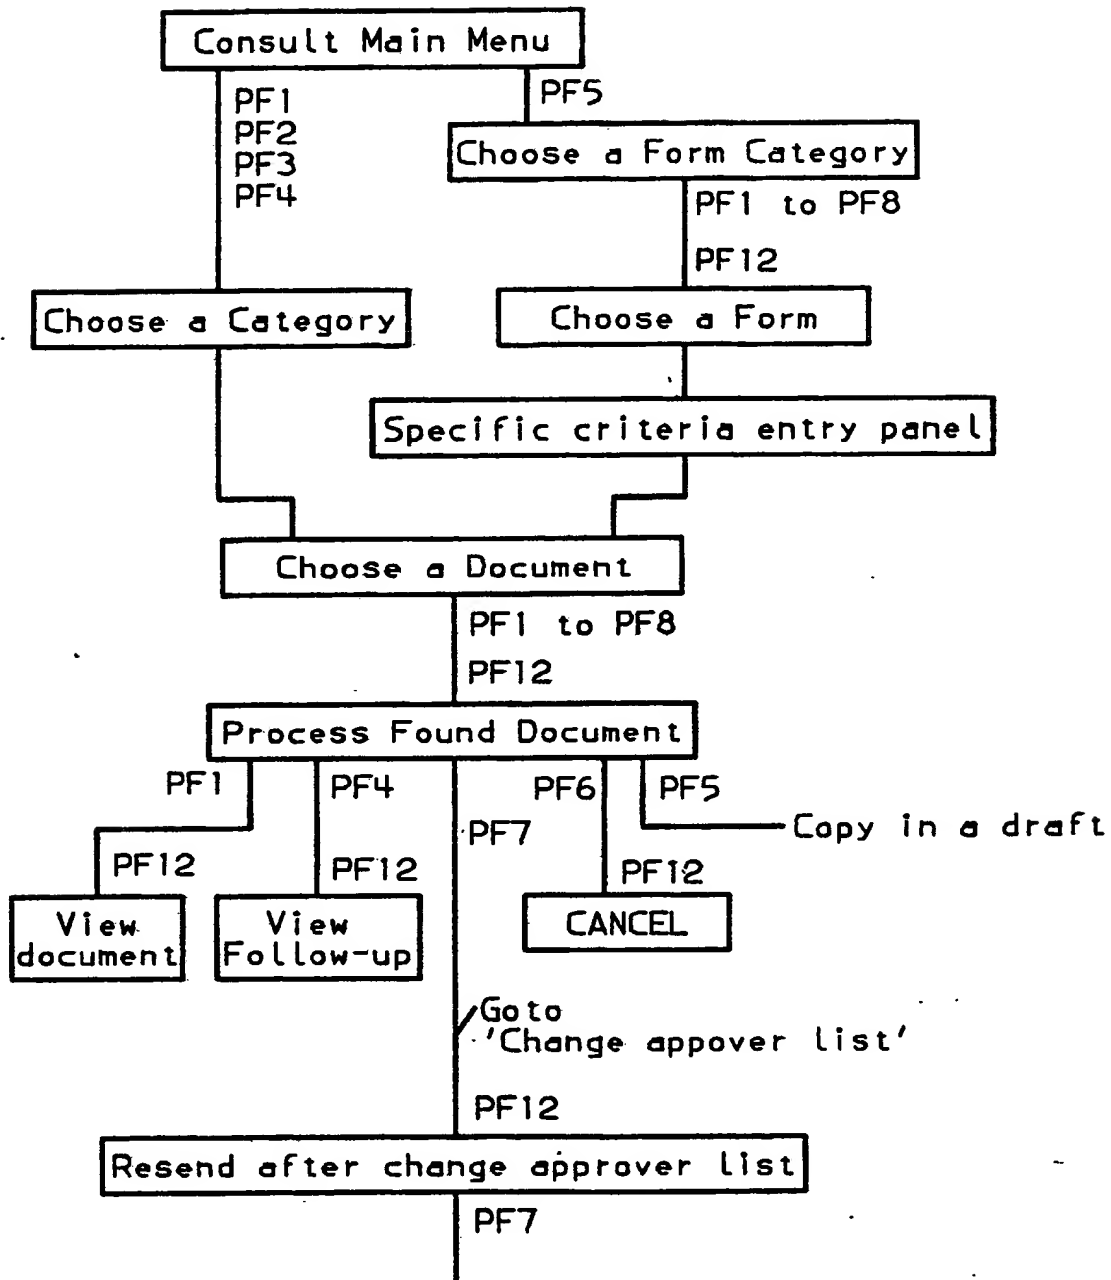 Consult Main Menu
PF1
PF2
PF3
PF4
PF5
Choose a Form Category
PF1 to PF8
PF12
Choose a Category
Choose a Form
Specific criteria entry panel
Choose a Document
PF1 to PF8
PF12
Process Found Document
PF1
PF4
PF7
PF6
PF5
Copy in a draft
PF12
PF12
PF12
View
document
View
Follow-up
CANCEL
Goto
'Change appover list'
PF12
Resend after change approver list
PF7